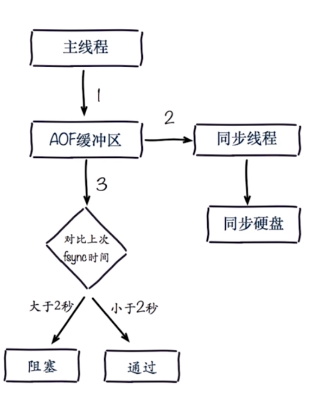 主线程
1
AOF缓冲区
2
同步线程
3
同步硬盘
对比上次
fsync时间
大于2秒
小于2秒
阻塞
通过